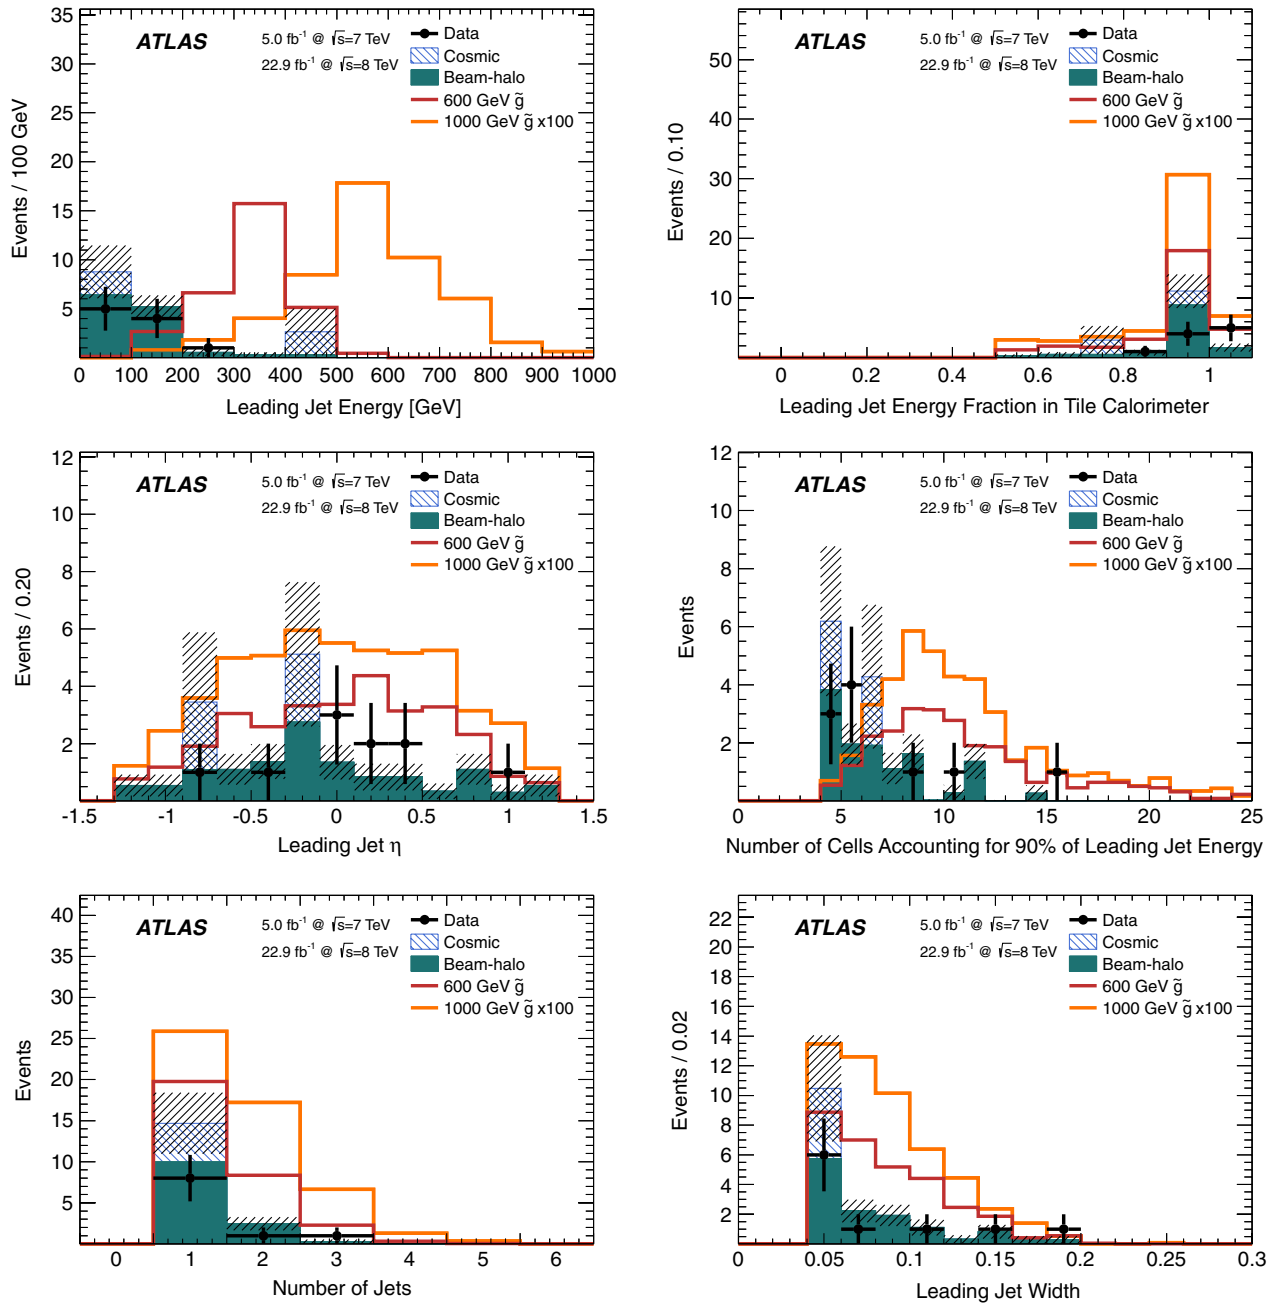 ATLAS
5.0 fb⁻¹ @ √s=7 TeV
22.9 fb⁻¹ @ √s=8 TeV
Data
Cosmic
Beam-halo
600 GeV g̃
1000 GeV g̃ x100
Events / 100 GeV
35
30
25
20
15
10
5
0 100 200 300 400 500 600 700 800 900 1000
Leading Jet Energy [GeV]
ATLAS
5.0 fb⁻¹ @ √s=7 TeV
22.9 fb⁻¹ @ √s=8 TeV
Data
Cosmic
Beam-halo
600 GeV g̃
1000 GeV g̃ x100
Events / 0.10
50
40
30
20
10
0 0.2 0.4 0.6 0.8 1
Leading Jet Energy Fraction in Tile Calorimeter
ATLAS
5.0 fb⁻¹ @ √s=7 TeV
22.9 fb⁻¹ @ √s=8 TeV
Data
Cosmic
Beam-halo
600 GeV g̃
1000 GeV g̃ x100
Events / 0.20
12
10
8
6
4
2
-1.5 -1 -0.5 0 0.5 1 1.5
Leading Jet η
ATLAS
5.0 fb⁻¹ @ √s=7 TeV
22.9 fb⁻¹ @ √s=8 TeV
Data
Cosmic
Beam-halo
600 GeV g̃
1000 GeV g̃ x100
Events
12
10
8
6
4
2
0 5 10 15 20 25
Number of Cells Accounting for 90% of Leading Jet Energy
ATLAS
5.0 fb⁻¹ @ √s=7 TeV
22.9 fb⁻¹ @ √s=8 TeV
Data
Cosmic
Beam-halo
600 GeV g̃
1000 GeV g̃ x100
Events
40
35
30
25
20
15
10
5
0 1 2 3 4 5 6
Number of Jets
ATLAS
5.0 fb⁻¹ @ √s=7 TeV
22.9 fb⁻¹ @ √s=8 TeV
Data
Cosmic
Beam-halo
600 GeV g̃
1000 GeV g̃ x100
Events / 0.02
22
20
18
16
14
12
10
8
6
4
2
0 0.05 0.1 0.15 0.2 0.25 0.3
Leading Jet Width